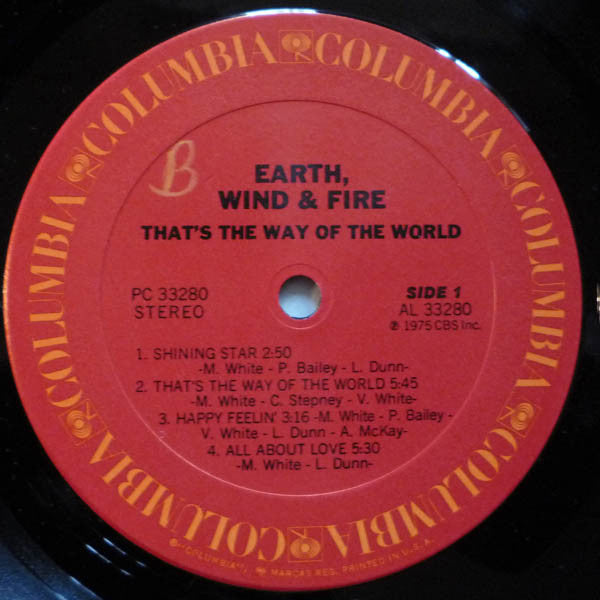 COLUMBIA COLUMBIA COLUMBIA COLUMBIA COLUMBIA COLUMBIA
B
EARTH,
WIND & FIRE
THAT'S THE WAY OF THE WORLD
PC 33280
STEREO
SIDE 1
AL 33280
℗ 1975 CBS Inc.
1. SHINING STAR 2:50
-M. White - P. Bailey - L. Dunn-
2. THAT'S THE WAY OF THE WORLD 5:45
-M. White - C. Stepney - V. White-
3. HAPPY FEELIN' 3:16 -M. White - P. Bailey -
V. White - L. Dunn - A. McKay-
4. ALL ABOUT LOVE 5:30
-M. White - L. Dunn-
"COLUMBIA", MARCAS REG. PRINTED IN U.S.A.